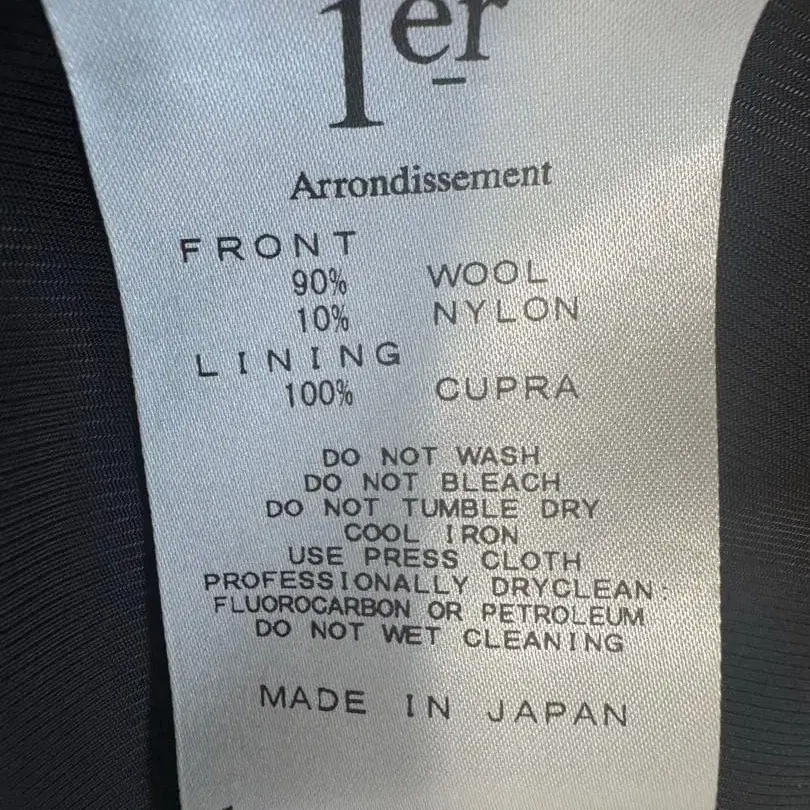 1er
Arrondissement
FRONT
90% WOOL
10% NYLON
LINING
100% CUPRA
DO NOT WASH
DO NOT BLEACH
DO NOT TUMBLE DRY
COOL IRON
USE PRESS CLOTH
PROFESSIONALLY DRYCLEAN:
FLUOROCARBON OR PETROLEUM
DO NOT WET CLEANING
MADE IN JAPAN